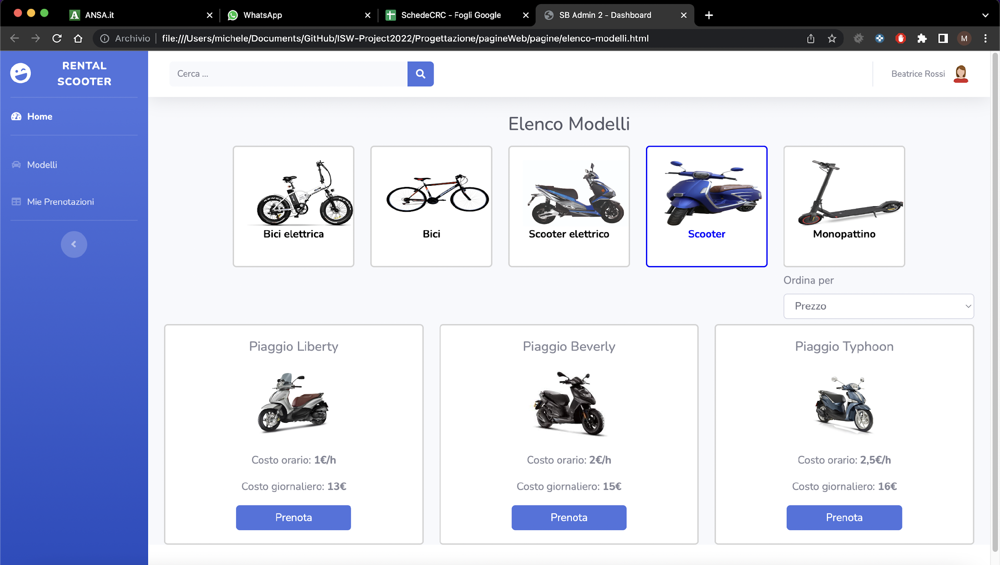 ANSA.it
WhatsApp
SchedeCRC - Fogli Google
SB Admin 2 - Dashboard
Archivio
file:///Users/michele/Documents/GitHub/ISW-Project2022/Progettazione/pagineWeb/pagine/elenco-modelli.html
M
RENTAL
SCOOTER
Cerca ...
Beatrice Rossi
Home
Modelli
Mie Prenotazioni
Elenco Modelli
Bici elettrica
Bici
Scooter elettrico
Scooter
Monopattino
Ordina per
Prezzo
Piaggio Liberty
Costo orario: 1€/h
Costo giornaliero: 13€
Prenota
Piaggio Beverly
Costo orario: 2€/h
Costo giornaliero: 15€
Prenota
Piaggio Typhoon
Costo orario: 2,5€/h
Costo giornaliero: 16€
Prenota